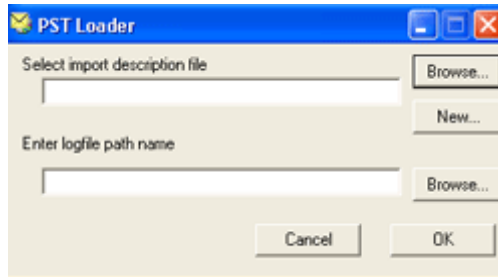 PST Loader
Select import description file
Browse...
New...
Enter logfile path name
Browse...
Cancel
OK